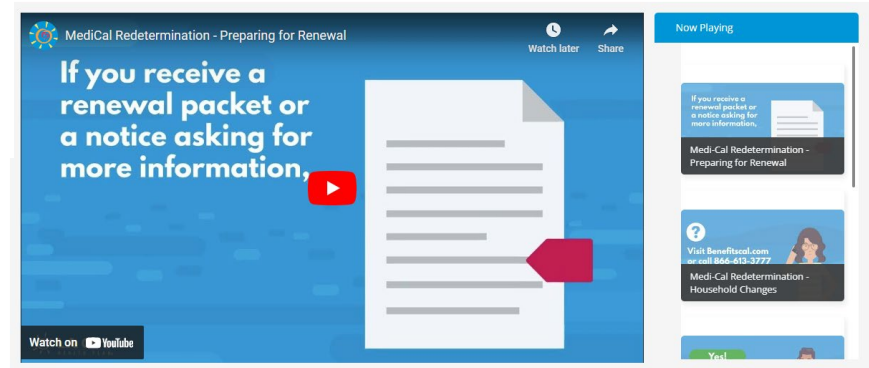 MediCal Redetermination - Preparing for Renewal
Watch later
Share
If you receive a
renewal packet or
a notice asking for
more information,
Watch on YouTube
Now Playing
If you receive a
renewal packet or
a notice asking for
more information,
Medi-Cal Redetermination -
Preparing for Renewal
?
Visit Benefitscal.com
or call 866-613-3777
Medi-Cal Redetermination -
Household Changes
Yes!